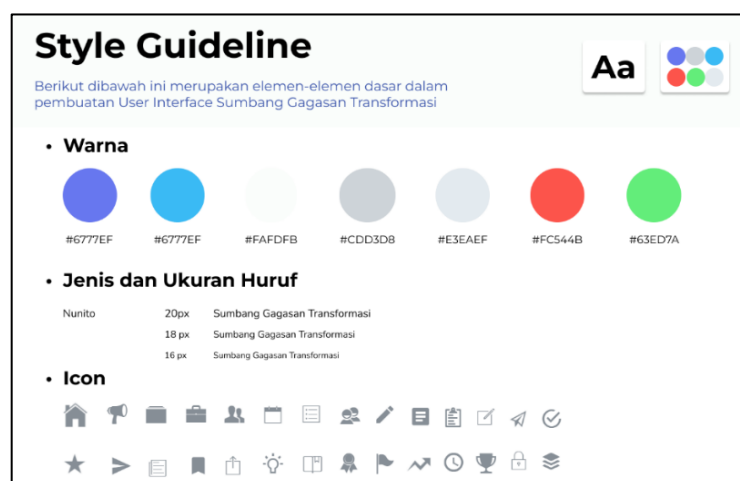 Style Guideline
Aa
Berikut dibawah ini merupakan elemen-elemen dasar dalam
pembuatan User Interface Sumbang Gagasan Transformasi
• Warna
#6777EF #6777EF #FAFDFB #CDD3D8 #E3EAEF #FC544B #63ED7A
• Jenis dan Ukuran Huruf
Nunito 20px Sumbang Gagasan Transformasi
18 px Sumbang Gagasan Transformasi
16 px Sumbang Gagasan Transformasi
• Icon